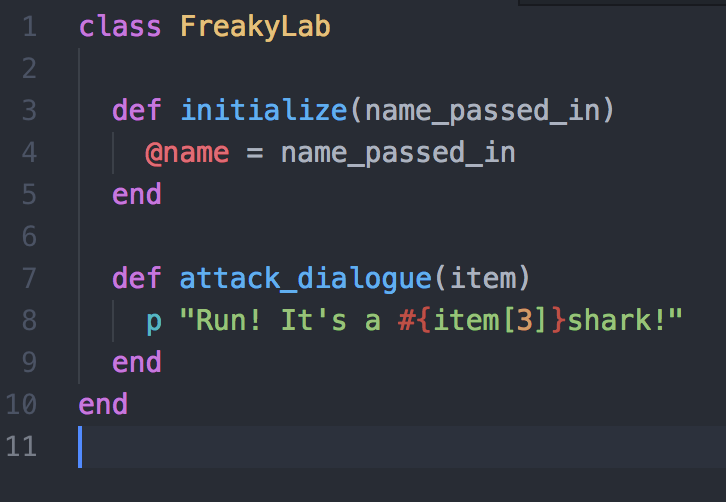 1 class FreakyLab
2
3   def initialize(name_passed_in)
4     @name = name_passed_in
5   end
6
7   def attack_dialogue(item)
8     p "Run! It's a #{item[3]}shark!"
9   end
10 end
11